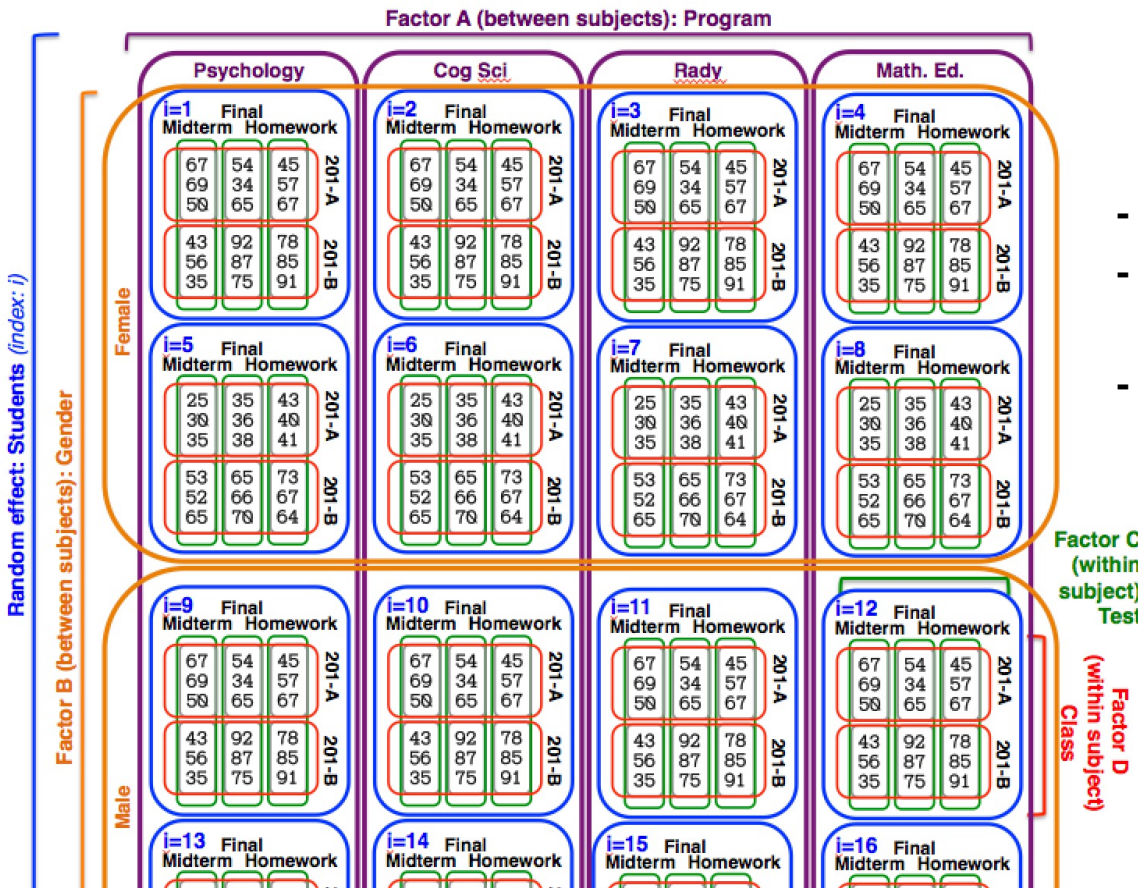 Factor A (between subjects): Program
Random effect: Students (index: i)
Factor B (between subjects): Gender
Psychology
Cog Sci
Rady
Math. Ed.
Female
i=1 Final
Midterm Homework
67 54 45
69 34 57
50 65 67
201-A
43 92 78
56 87 85
35 75 91
201-B
i=2 Final
Midterm Homework
67 54 45
69 34 57
50 65 67
201-A
43 92 78
56 87 85
35 75 91
201-B
i=3 Final
Midterm Homework
67 54 45
69 34 57
50 65 67
201-A
43 92 78
56 87 85
35 75 91
201-B
i=4 Final
Midterm Homework
67 54 45
69 34 57
50 65 67
201-A
43 92 78
56 87 85
35 75 91
201-B
-
-
-
i=5 Final
Midterm Homework
25 35 43
30 36 40
35 38 41
201-A
53 65 73
52 66 67
65 70 64
201-B
i=6 Final
Midterm Homework
25 35 43
30 36 40
35 38 41
201-A
53 65 73
52 66 67
65 70 64
201-B
i=7 Final
Midterm Homework
25 35 43
30 36 40
35 38 41
201-A
53 65 73
52 66 67
65 70 64
201-B
i=8 Final
Midterm Homework
25 35 43
30 36 40
35 38 41
201-A
53 65 73
52 66 67
65 70 64
201-B
Factor C
(within
subject)
Test
Male
i=9 Final
Midterm Homework
67 54 45
69 34 57
50 65 67
201-A
43 92 78
56 87 85
35 75 91
201-B
i=10 Final
Midterm Homework
67 54 45
69 34 57
50 65 67
201-A
43 92 78
56 87 85
35 75 91
201-B
i=11 Final
Midterm Homework
67 54 45
69 34 57
50 65 67
201-A
43 92 78
56 87 85
35 75 91
201-B
i=12 Final
Midterm Homework
67 54 45
69 34 57
50 65 67
201-A
43 92 78
56 87 85
35 75 91
201-B
Factor D
(within subject)
Class
i=13 Final
Midterm Homework
i=14 Final
Midterm Homework
i=15 Final
Midterm Homework
i=16 Final
Midterm Homework